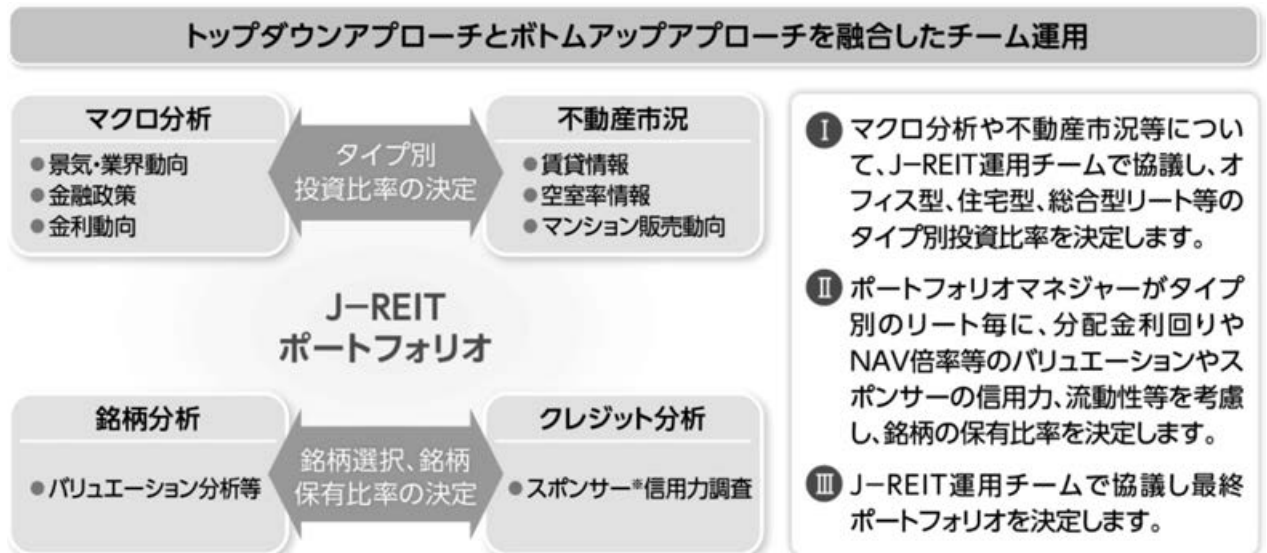 トップダウンアプローチとボトムアップアプローチを融合したチーム運用
マクロ分析
●景気・業界動向
●金融政策
●金利動向
タイプ別
投資比率の決定
不動産市況
●賃貸情報
●空室率情報
●マンション販売動向
J−REIT
ポートフォリオ
銘柄分析
●バリュエーション分析等
銘柄選択、銘柄
保有比率の決定
クレジット分析
●スポンサー※信用力調査
Ⅰ マクロ分析や不動産市況等につい
て、J−REIT運用チームで協議し、オ
フィス型、住宅型、総合型リート等の
タイプ別投資比率を決定します。
Ⅱ ポートフォリオマネジャーがタイプ
別のリート毎に、分配金利回りや
NAV倍率等のバリュエーションやス
ポンサーの信用力、流動性等を考慮
し、銘柄の保有比率を決定します。
Ⅲ J−REIT運用チームで協議し最終
ポートフォリオを決定します。